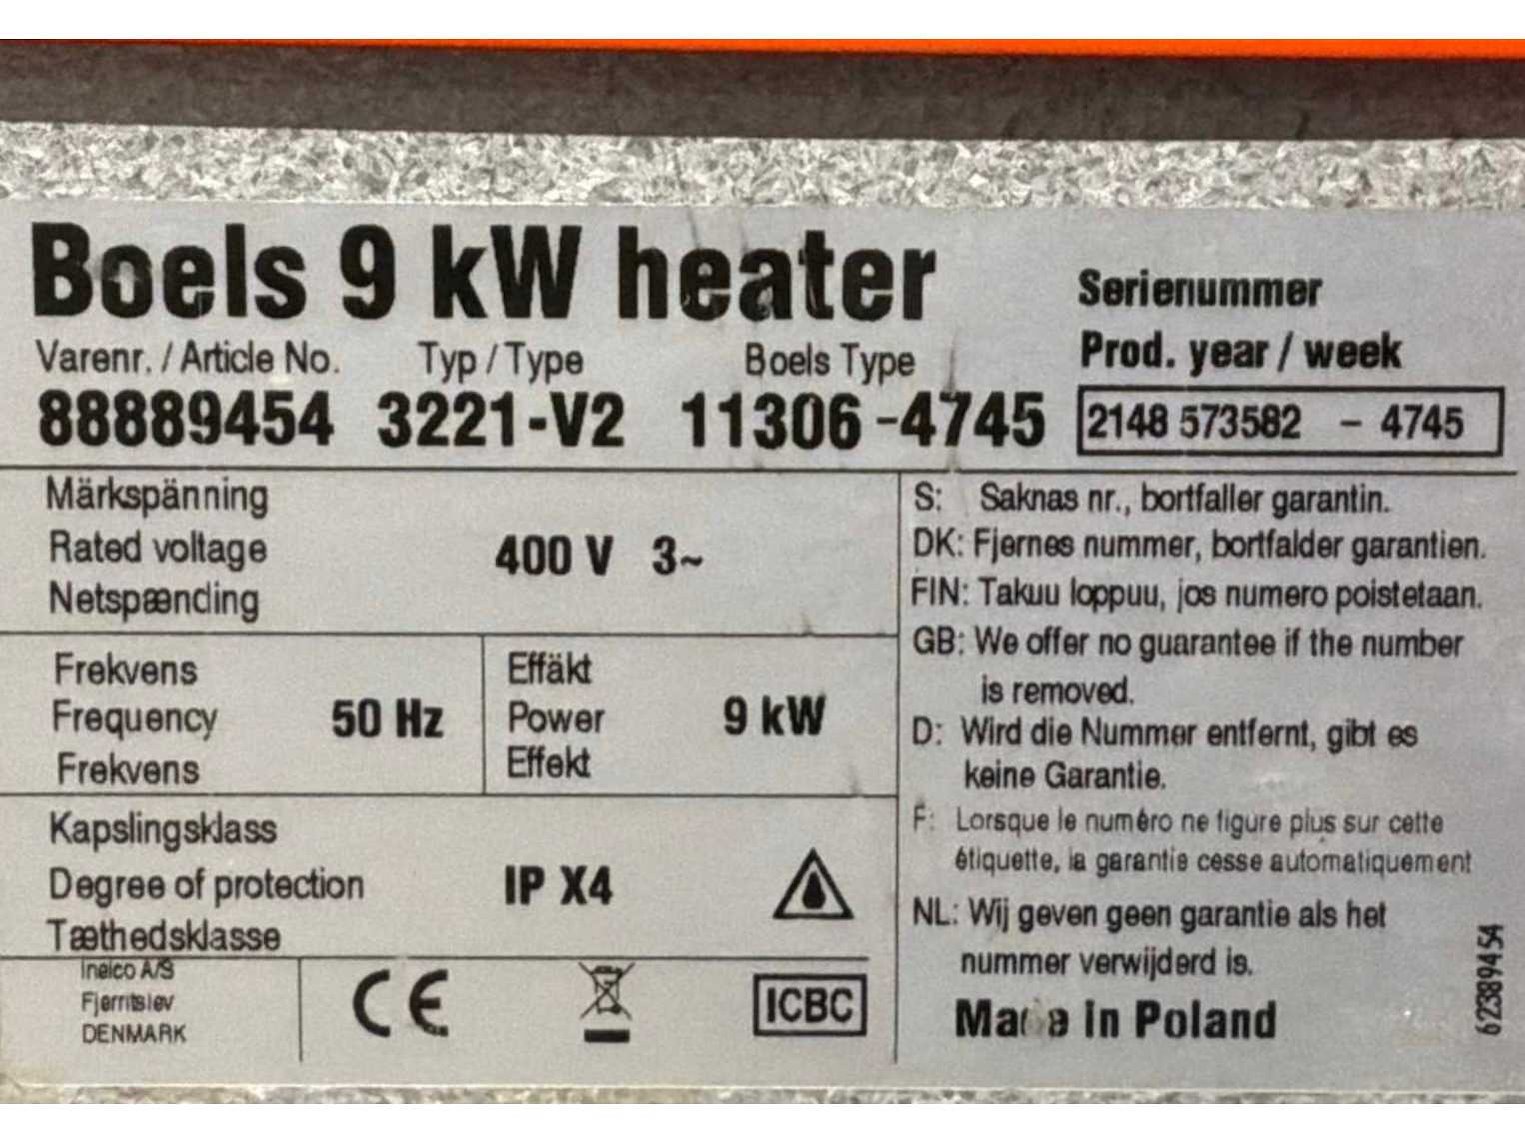 Boels 9 kW heater
Serienummer
Prod. year / week
Varenr. / Article No. Typ / Type Boels Type
88889454 3221-V2 11306-4745
2148 573582 - 4745
Märkspänning
Rated voltage 400 V 3~
Netspænding
Frekvens
Frequency 50 Hz
Frekvens
Effäkt
Power 9 kW
Effekt
Kapslingsklass
Degree of protection IP X4
Tæthedsklasse
Inelco A/S
Fjerritslev
DENMARK
CE
ICBC
S: Saknas nr., bortfaller garantin.
DK: Fjernes nummer, bortfalder garantien.
FIN: Takuu loppuu, jos numero poistetaan.
GB: We offer no guarantee if the number
is removed.
D: Wird die Nummer entfernt, gibt es
keine Garantie.
F: Lorsque le numéro ne figure plus sur cette
étiquette, la garantie cesse automatiquement
NL: Wij geven geen garantie als het
nummer verwijderd is.
Made in Poland
62389454